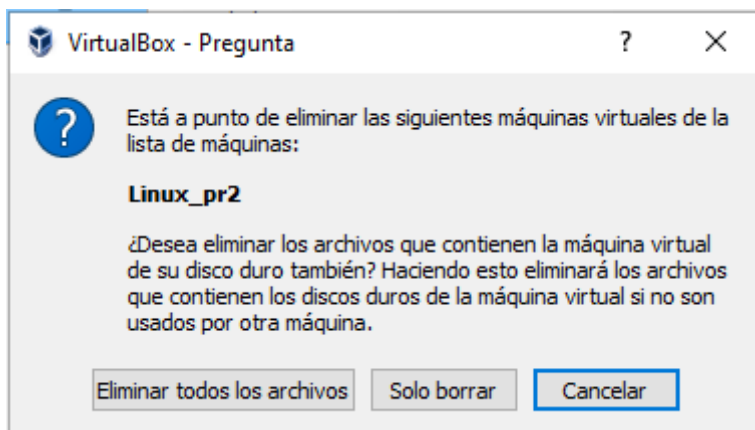 VirtualBox - Pregunta
Está a punto de eliminar las siguientes máquinas virtuales de la
lista de máquinas:
Linux_pr2
¿Desea eliminar los archivos que contienen la máquina virtual
de su disco duro también? Haciendo esto eliminará los archivos
que contienen los discos duros de la máquina virtual si no son
usados por otra máquina.
Eliminar todos los archivos Solo borrar Cancelar